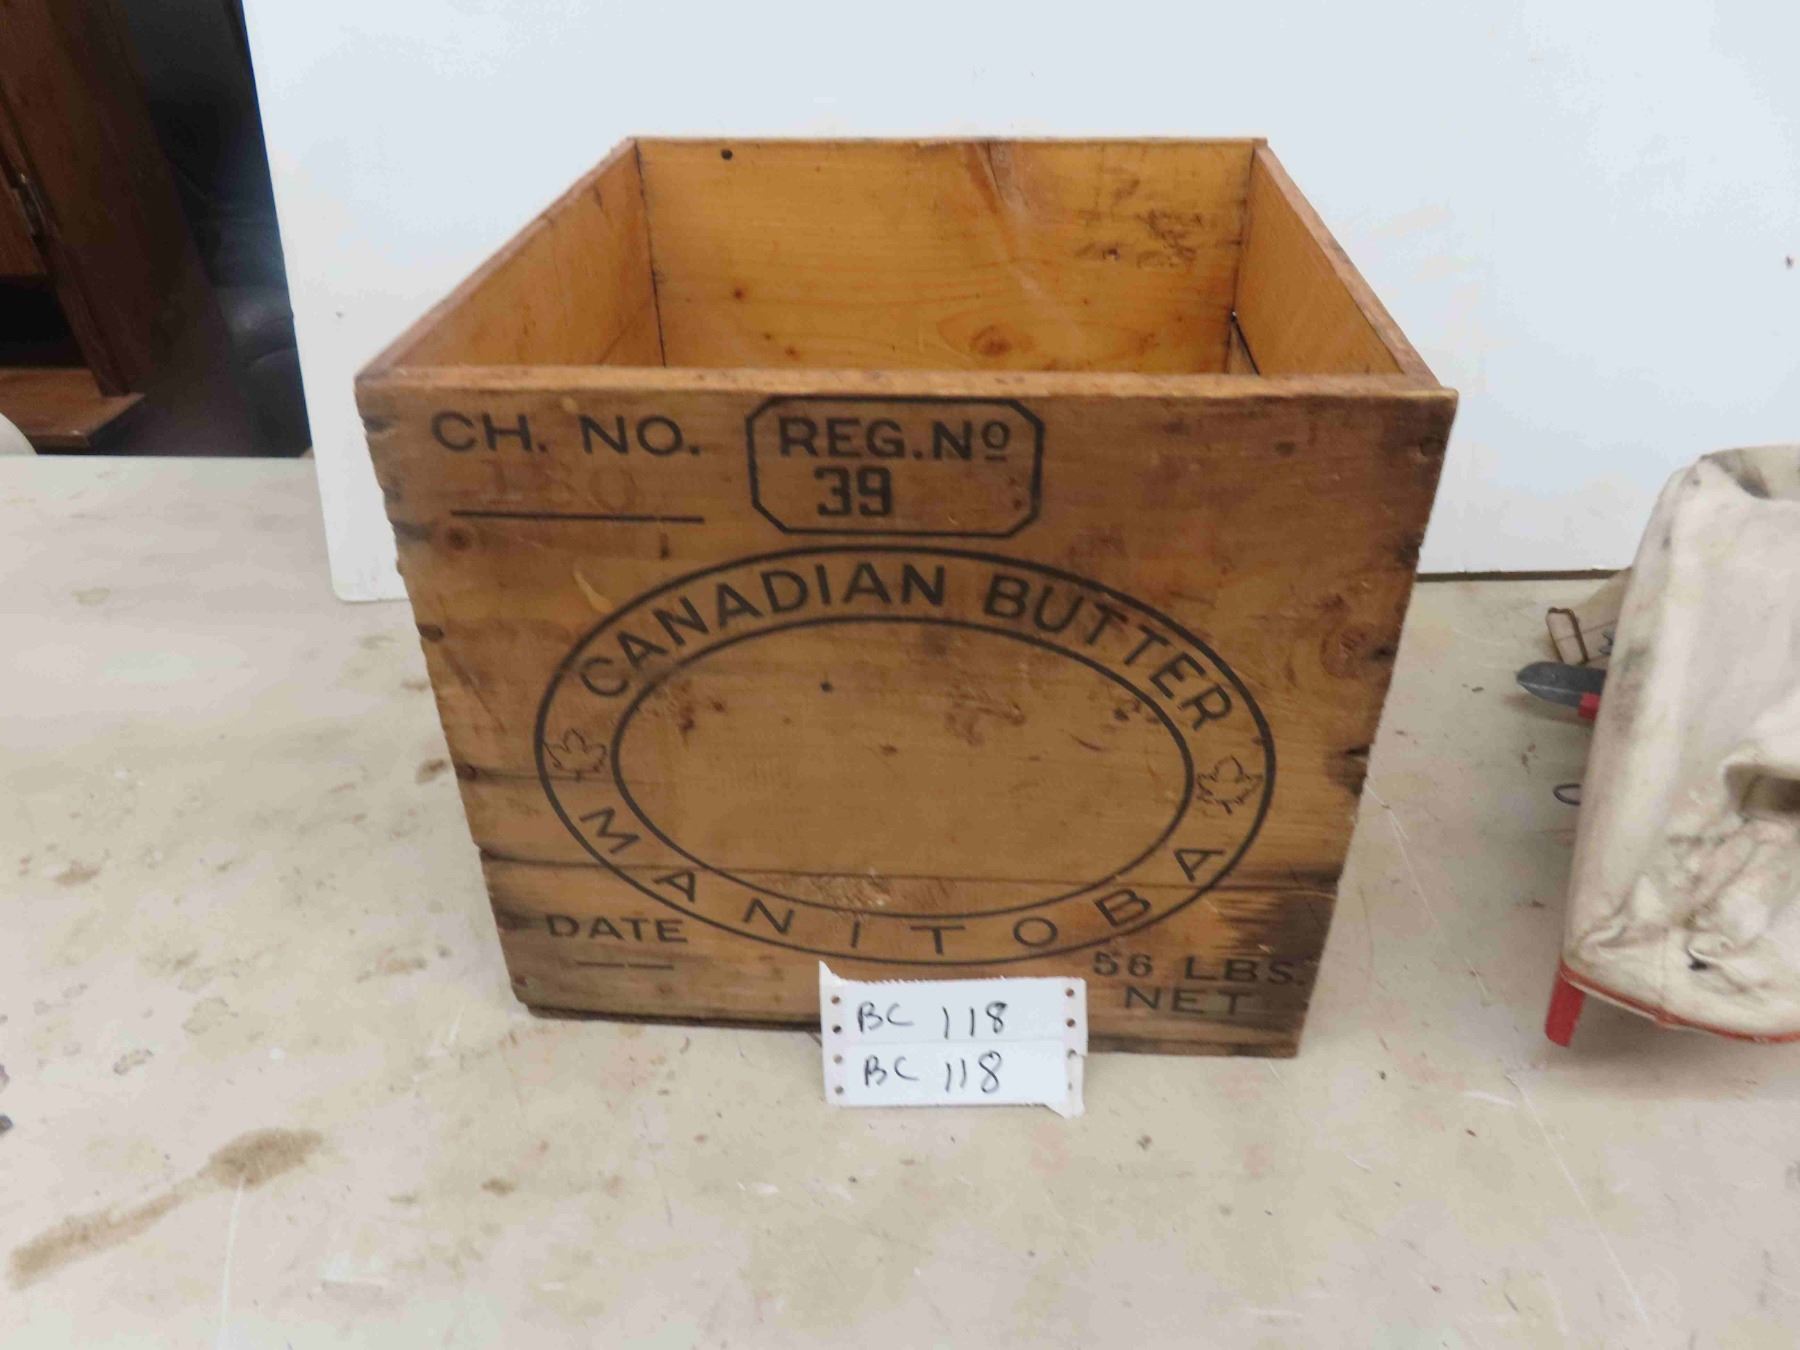 CH. NO.
REG. Nº
39
CANADIAN BUTTER
MANITOBA
DATE
56 LBS.
NET
BC 118
BC 118